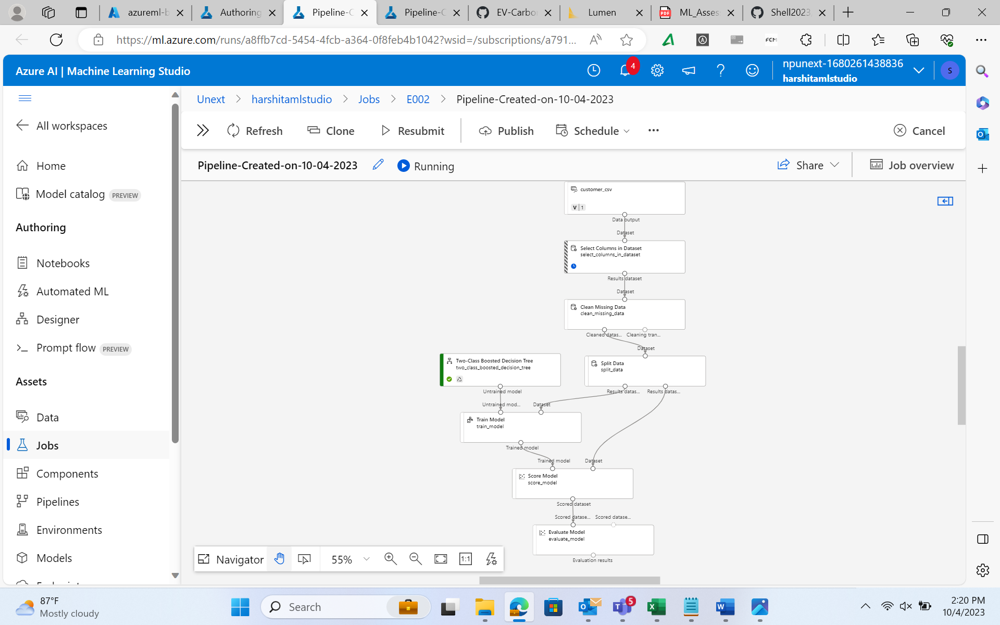 azureml-b
Authoring
Pipeline-C
Pipeline-C
EV-Carbo
Lumen
PDF
ML_Asses
Shell2023
https://ml.azure.com/runs/a8ffb7cd-5454-4fcb-a364-0f8feb4b1042?wsid=/subscriptions/a791...
FCM
Azure AI | Machine Learning Studio
4
npunext-1680261438836
harshitamlstudio
S
All workspaces
Home
Model catalog PREVIEW
Authoring
Notebooks
Automated ML
Designer
Prompt flow PREVIEW
Assets
Data
Jobs
Components
Pipelines
Environments
Models
Unext > harshitamlstudio > Jobs > E002 > Pipeline-Created-on-10-04-2023
Refresh
Clone
Resubmit
Publish
Schedule
Cancel
Pipeline-Created-on-10-04-2023
Running
Share
Job overview
customer_csv
V | 1
Data output
Dataset
Select Columns in Dataset
select_columns_in_dataset
Results dataset
Dataset
Clean Missing Data
clean_missing_data
Cleaned datas... Cleaning tran...
Dataset
Two-Class Boosted Decision Tree
two_class_boosted_decision_tree
Untrained model
Split Data
split_data
Results datas... Results datas...
Untrained mod... Dataset
Train Model
train_model
Trained model
Trained model Dataset
Score Model
score_model
Scored dataset
Scored datase... Scored datase...
Evaluate Model
evaluate_model
Evaluation results
Navigator
55%
1:1
87°F
Mostly cloudy
Search
5
2:20 PM
10/4/2023